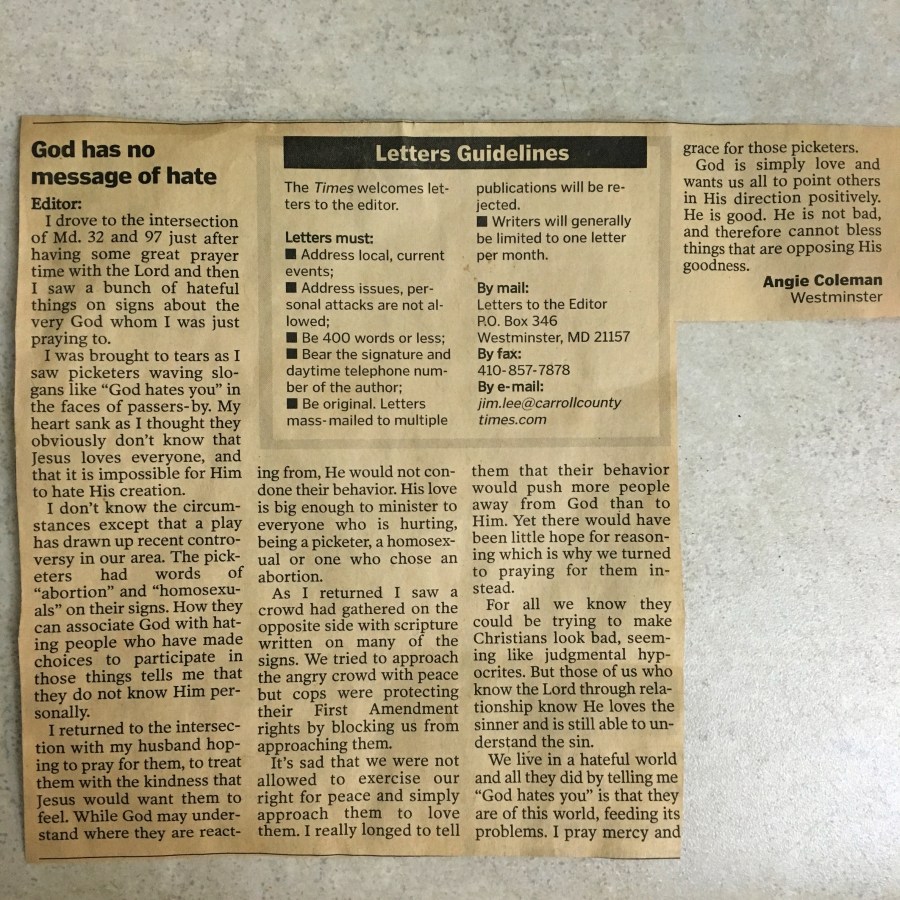 God has no
message of hate
Editor:
I drove to the intersection
of Md. 32 and 97 just after
having some great prayer
time with the Lord and then
I saw a bunch of hateful
things on signs about the
very God whom I was just
praying to.
I was brought to tears as I
saw picketers waving slo-
gans like “God hates you” in
the faces of passers-by. My
heart sank as I thought they
obviously don’t know that
Jesus loves everyone, and
that it is impossible for Him
to hate His creation.
I don’t know the circum-
stances except that a play
has drawn up recent contro-
versy in our area. The pick-
eters had words of
“abortion” and “homosexu-
als” on their signs. How they
can associate God with hat-
ing people who have made
choices to participate in
those things tells me that
they do not know Him per-
sonally.
I returned to the intersec-
tion with my husband hop-
ing to pray for them, to treat
them with the kindness that
Jesus would want them to
feel. While God may under-
stand where they are react-
ing from, He would not con-
done their behavior. His love
is big enough to minister to
everyone who is hurting,
being a picketer, a homosex-
ual or one who chose an
abortion.
As I returned I saw a
crowd had gathered on the
opposite side with scripture
written on many of the
signs. We tried to approach
the angry crowd with peace
but cops were protecting
their First Amendment
rights by blocking us from
approaching them.
It’s sad that we were not
allowed to exercise our
right for peace and simply
approach them to love
them. I really longed to tell
them that their behavior
would push more people
away from God than to
Him. Yet there would have
been little hope for reason-
ing which is why we turned
to praying for them in-
stead.
For all we know they
could be trying to make
Christians look bad, seem-
ing like judgmental hyp-
ocrites. But those of us who
know the Lord through rela-
tionship know He loves the
sinner and is still able to un-
derstand the sin.
We live in a hateful world
and all they did by telling me
“God hates you” is that they
are of this world, feeding its
problems. I pray mercy and
grace for those picketers.
God is simply love and
wants us all to point others
in His direction positively.
He is good. He is not bad,
and therefore cannot bless
things that are opposing His
goodness.
Angie Coleman
Westminster
Letters Guidelines
The Times welcomes let-
ters to the editor.
Letters must:
■ Address local, current
events;
■ Address issues, per-
sonal attacks are not al-
lowed;
■ Be 400 words or less;
■ Bear the signature and
daytime telephone num-
ber of the author;
■ Be original. Letters
mass-mailed to multiple
publications will be re-
jected.
■ Writers will generally
be limited to one letter
per month.
By mail:
Letters to the Editor
P.O. Box 346
Westminster, MD 21157
By fax:
410-857-7878
By e-mail:
jim.lee@carrollcounty
times.com